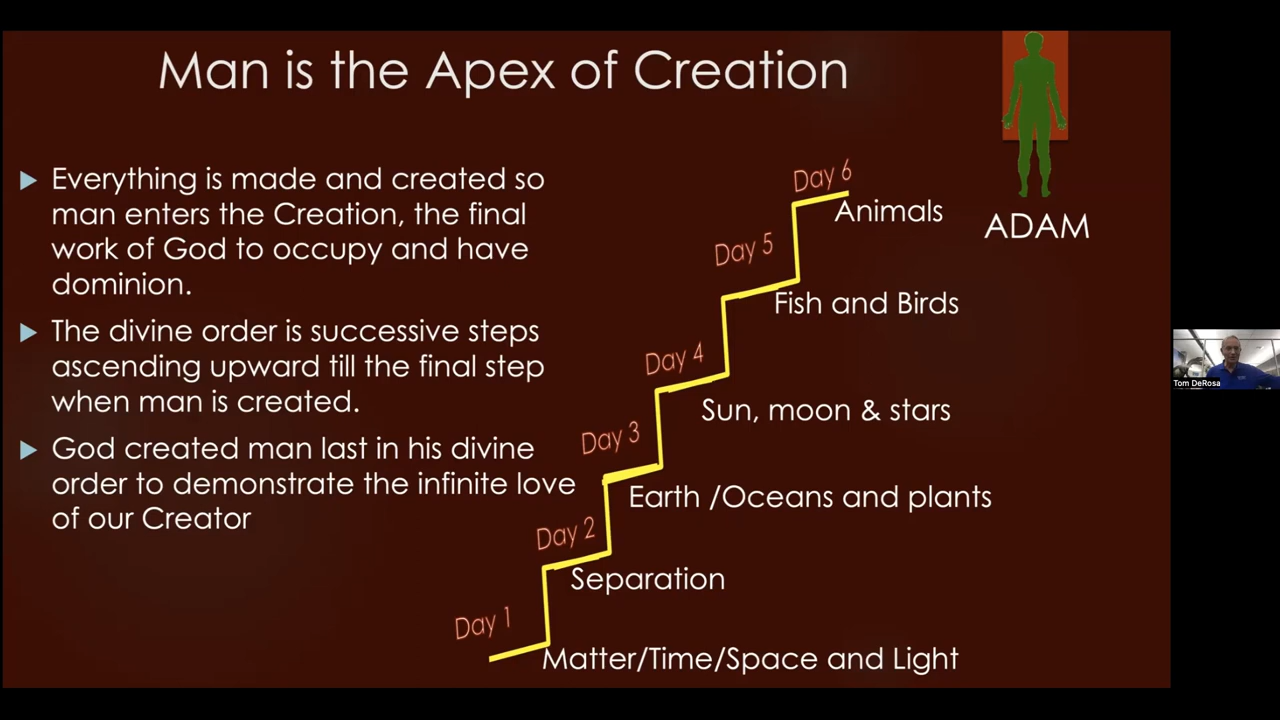 Man is the Apex of Creation
Everything is made and created so
man enters the Creation, the final
work of God to occupy and have
dominion.
The divine order is successive steps
ascending upward till the final step
when man is created.
God created man last in his divine
order to demonstrate the infinite love
of our Creator
Day 6
Animals
ADAM
Day 5
Fish and Birds
Day 4
Sun, moon & stars
Day 3
Earth /Oceans and plants
Day 2
Separation
Day 1
Matter/Time/Space and Light
Tom DeRosa